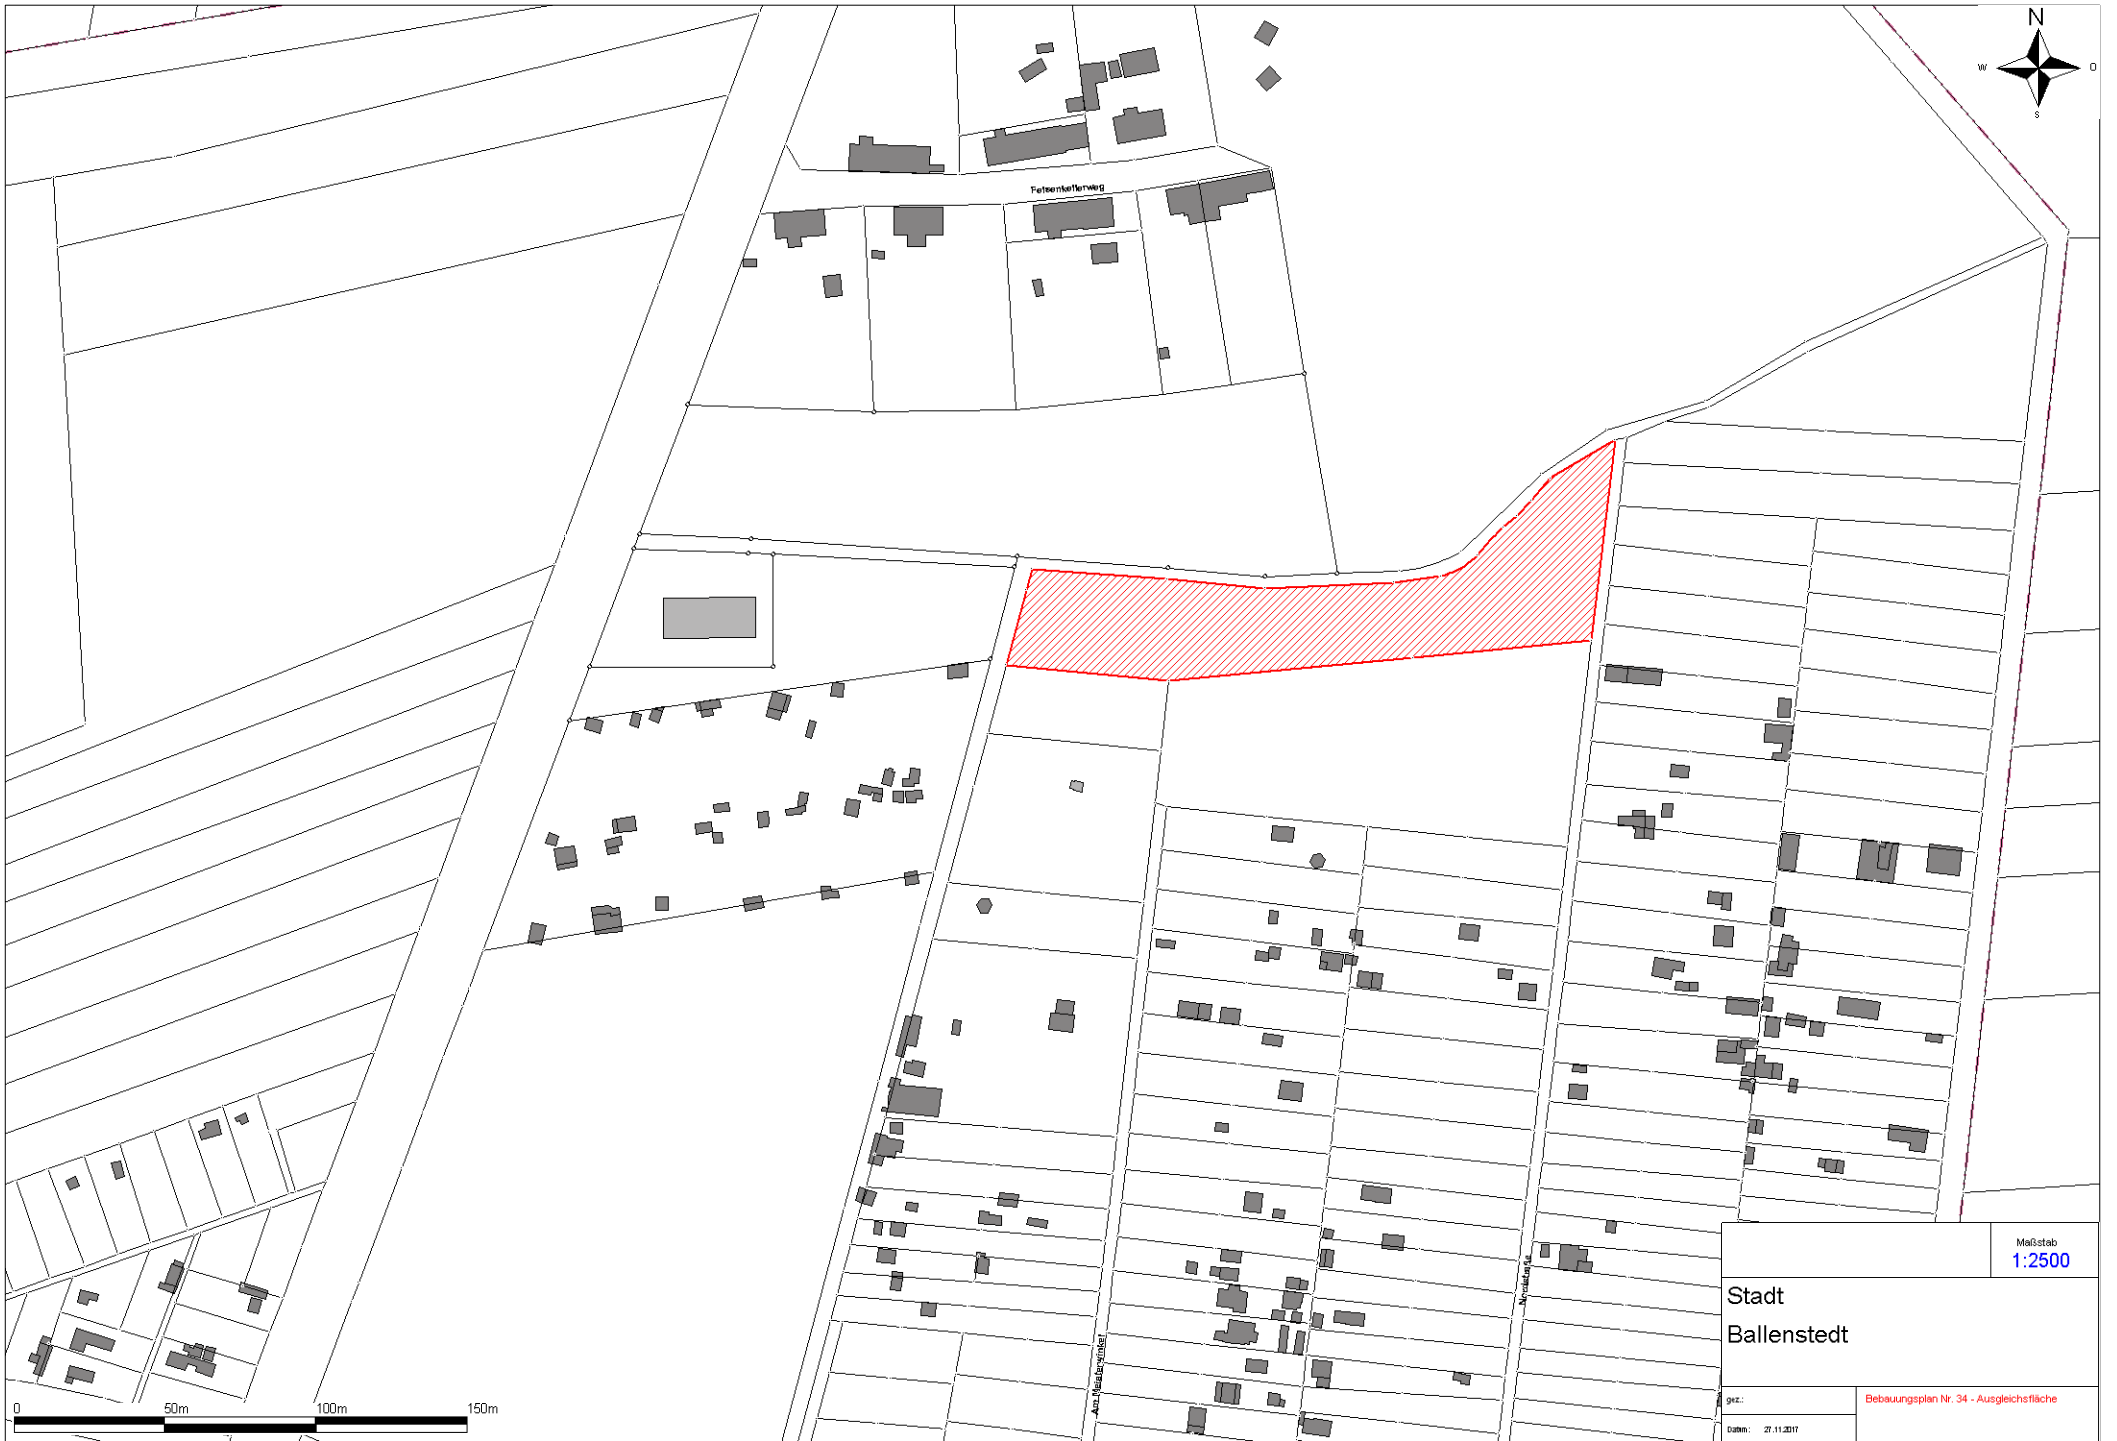 N
W
O
S
Felsenkellerweg
Am Meisterwinkel
Maßstab
1:2500
Stadt
Ballenstedt
gez.:
Bebauungsplan Nr. 34 - Ausgleichsfläche
Datum: 27.11.2017
0 50m 100m 150m